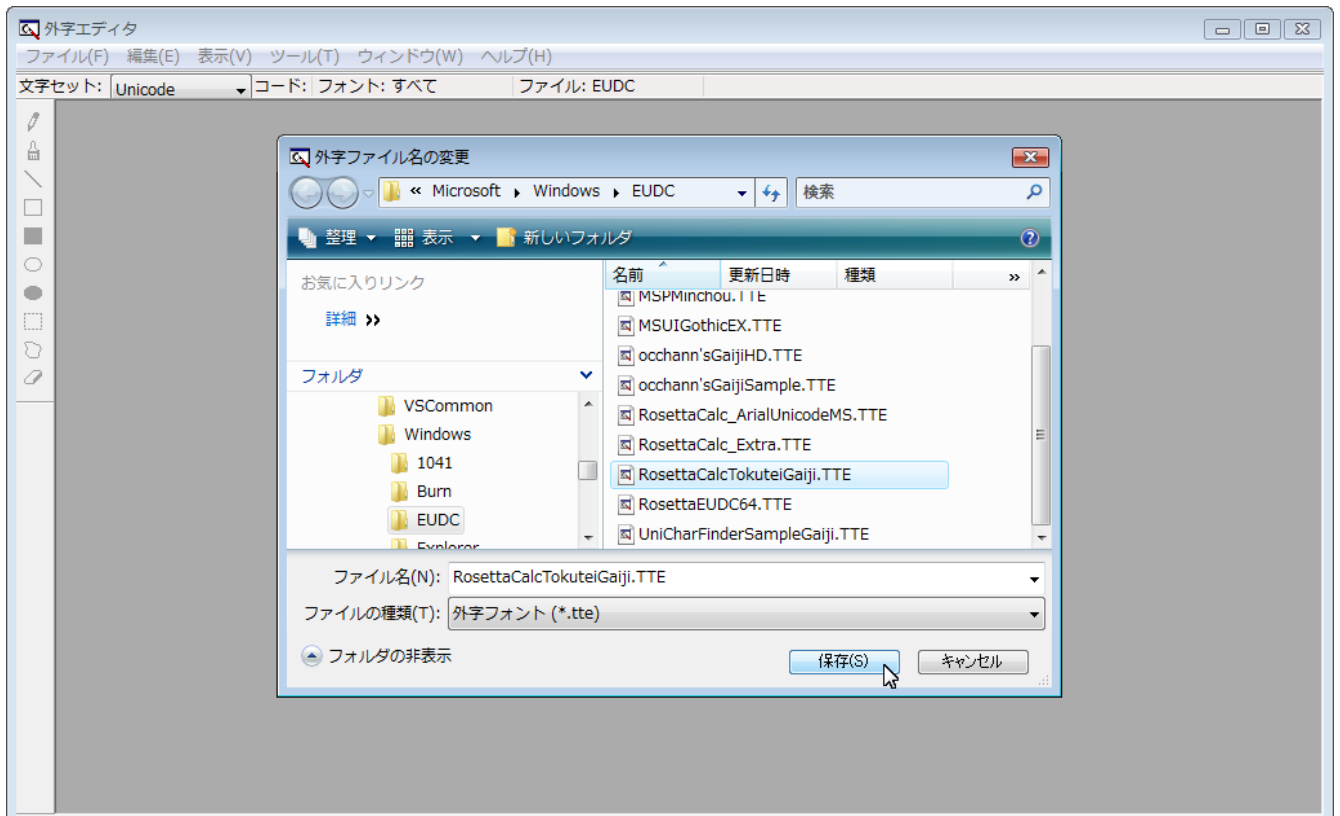 外字エディタ
ファイル(F) 編集(E) 表示(V) ツール(T) ウィンドウ(W) ヘルプ(H)
文字セット: Unicode コード: フォント: すべて ファイル: EUDC
外字ファイル名の変更
« Microsoft Windows EUDC 検索
整理 表示 新しいフォルダ
お気に入りリンク
詳細 »
フォルダ
VSCommon
Windows
1041
Burn
EUDC
Explorer
名前 更新日時 種類 »
MSPMinchou.TTE
MSUIGothicEX.TTE
occhann'sGaijiHD.TTE
occhann'sGaijiSample.TTE
RosettaCalc_ArialUnicodeMS.TTE
RosettaCalc_Extra.TTE
RosettaCalcTokuteiGaiji.TTE
RosettaEUDC64.TTE
UniCharFinderSampleGaiji.TTE
ファイル名(N): RosettaCalcTokuteiGaiji.TTE
ファイルの種類(T): 外字フォント (*.tte)
フォルダの非表示 保存(S) キャンセル